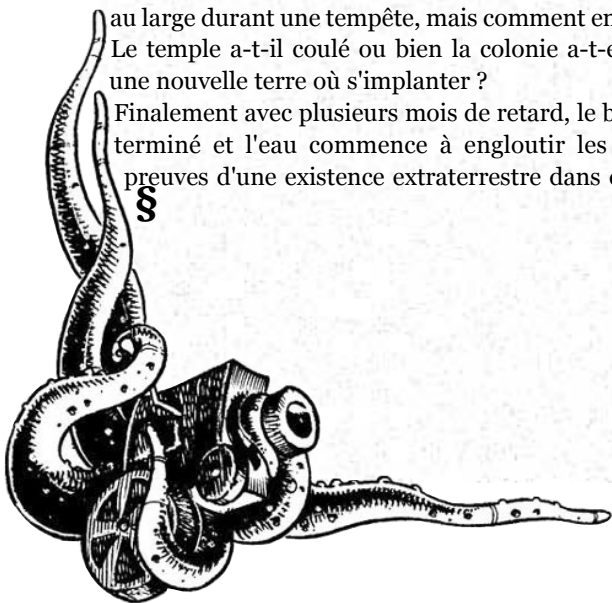 au large durant une tempête, mais comment en
Le temple a-t-il coulé ou bien la colonie a-t-e
une nouvelle terre où s'implanter ?
Finalement avec plusieurs mois de retard, le b
terminé et l'eau commence à engloutir les
preuves d'une existence extraterrestre dans
§